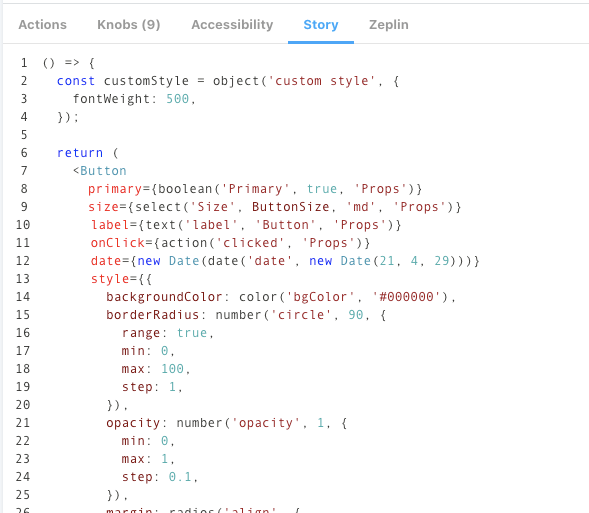 Actions Knobs (9) Accessibility Story Zeplin
1 () => {
2 const customStyle = object('custom style', {
3 fontWeight: 500,
4 });
5
6 return (
7 <Button
8 primary={boolean('Primary', true, 'Props')}
9 size={select('Size', ButtonSize, 'md', 'Props')}
10 label={text('label', 'Button', 'Props')}
11 onClick={action('clicked', 'Props')}
12 date={new Date(date('date', new Date(21, 4, 29)))}
13 style={{
14 backgroundColor: color('bgColor', '#000000'),
15 borderRadius: number('circle', 90, {
16 range: true,
17 min: 0,
18 max: 100,
19 step: 1,
20 }),
21 opacity: number('opacity', 1, {
22 min: 0,
23 max: 1,
24 step: 0.1,
25 }),
26 margin: radios('align', {